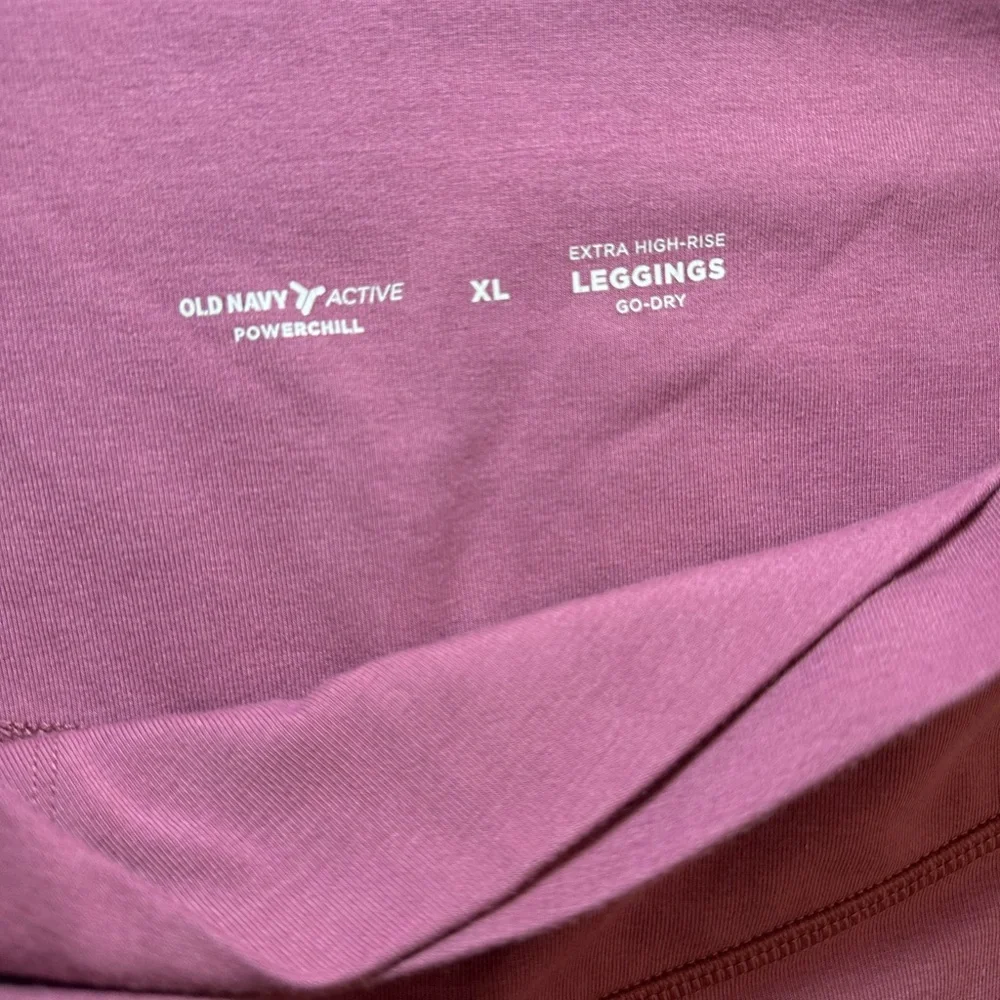 OLD NAVY ACTIVE
POWERCHILL
XL
EXTRA HIGH-RISE
LEGGINGS
GO-DRY